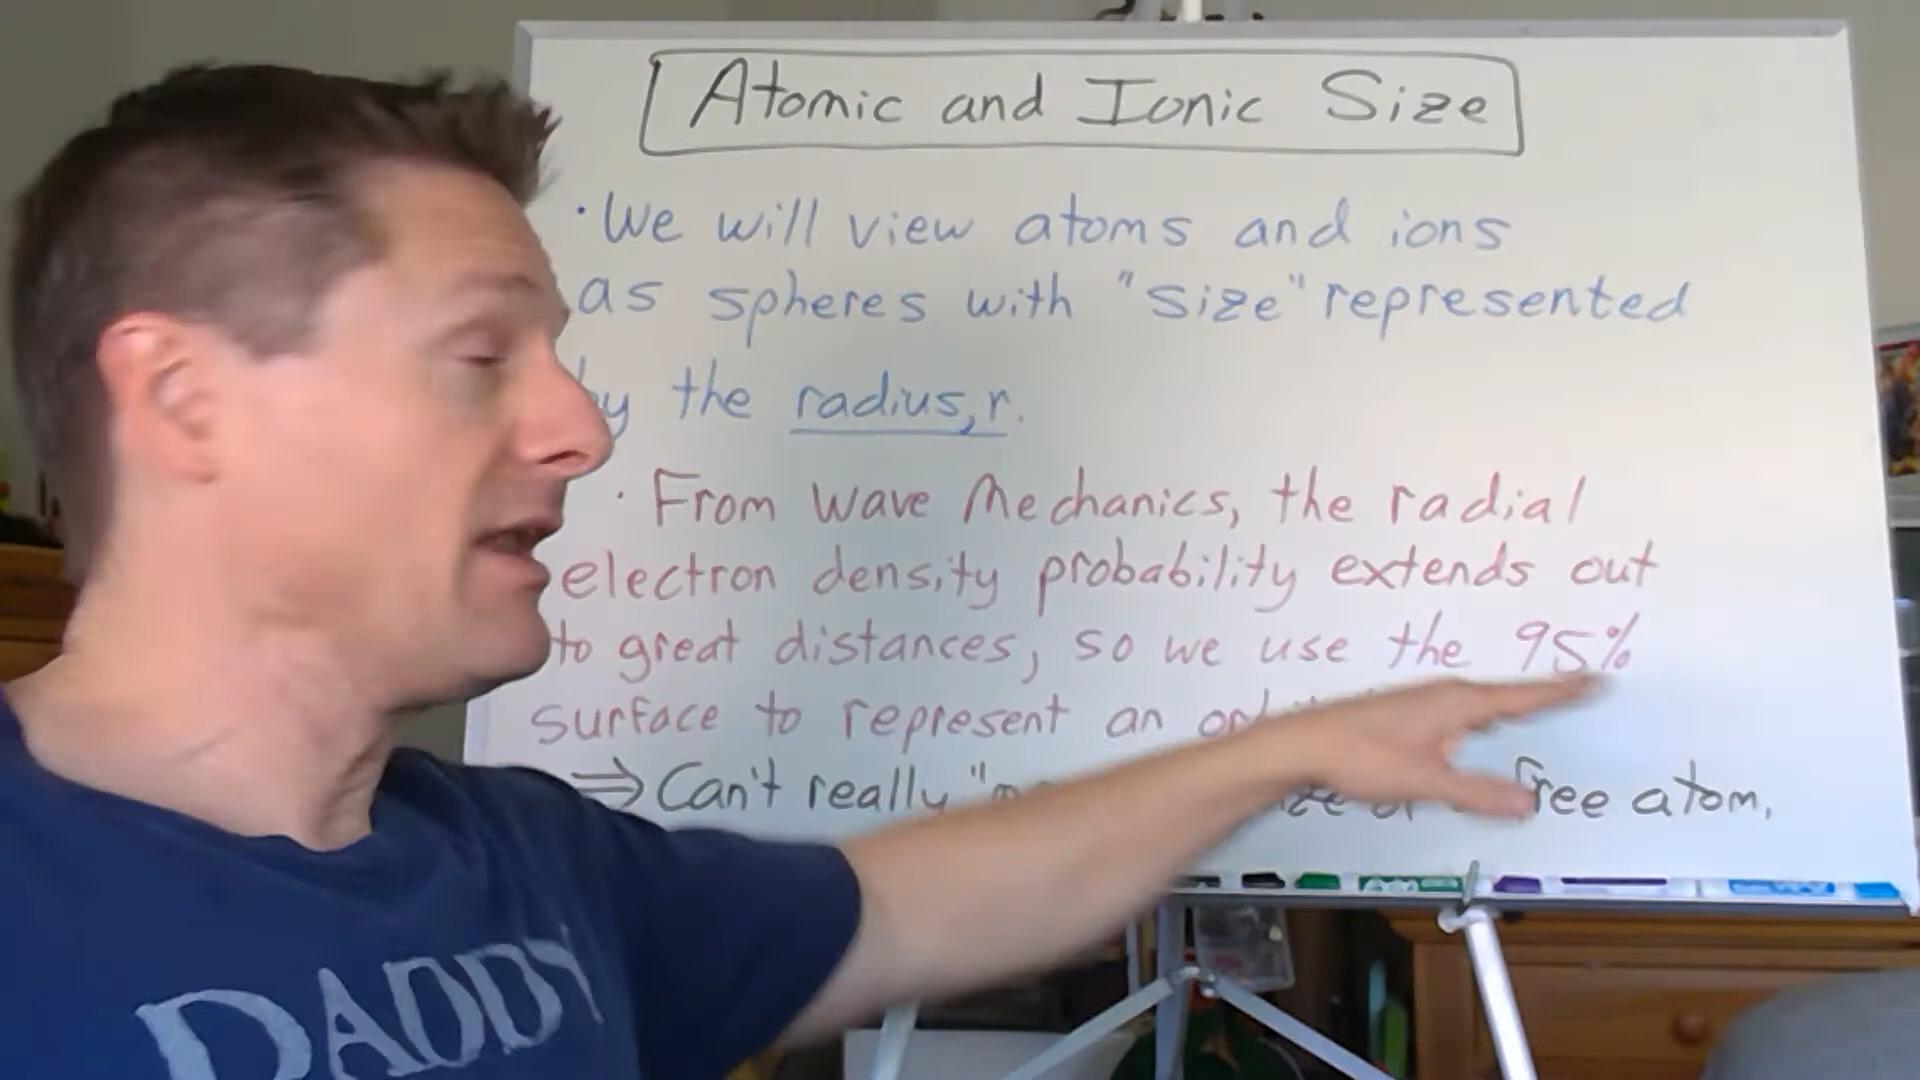 Atomic and Ionic Size
· We will view atoms and ions
as spheres with "size" represented
by the radius, r.
· From Wave Mechanics, the radial
electron density probability extends out
to great distances, so we use the 95%
surface to represent an
⇒ Can't really free atom.
DADDY